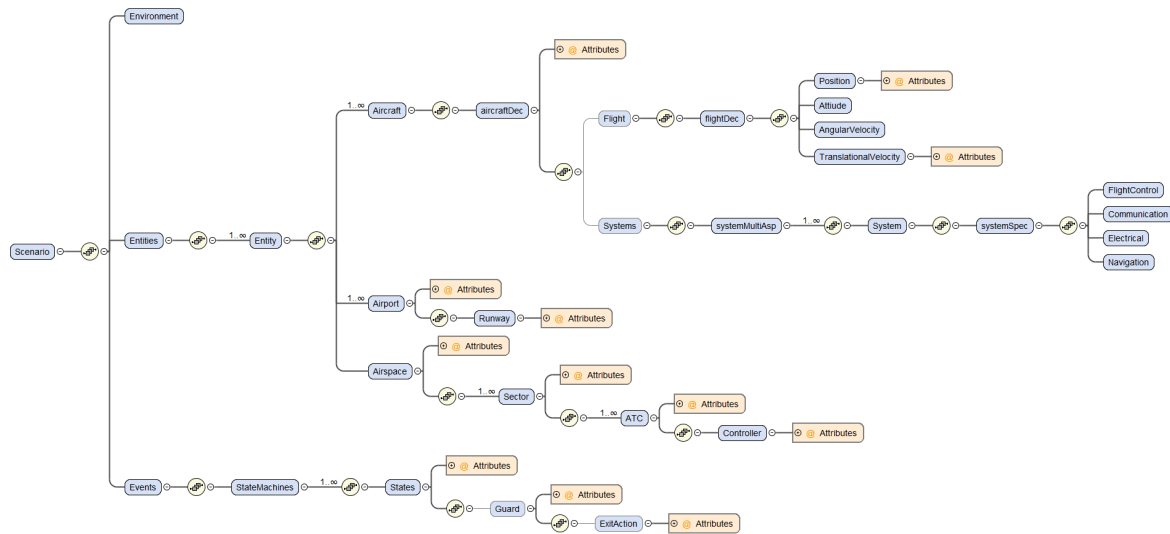 Environment
@ Attributes
Position
@ Attributes
1..∞
Aircraft
aircraftDec
Flight
flightDec
Attiude
AngularVelocity
TranslationalVelocity
@ Attributes
FlightControl
Communication
Electrical
Navigation
Systems
systemMultiAsp
1..∞
System
systemSpec
Scenario
Entities
1..∞
Entity
1..∞
Airport
@ Attributes
Runway
@ Attributes
Airspace
@ Attributes
1..∞
Sector
@ Attributes
1..∞
ATC
@ Attributes
Controller
@ Attributes
Events
StateMachines
1..∞
States
@ Attributes
Guard
@ Attributes
ExitAction
@ Attributes